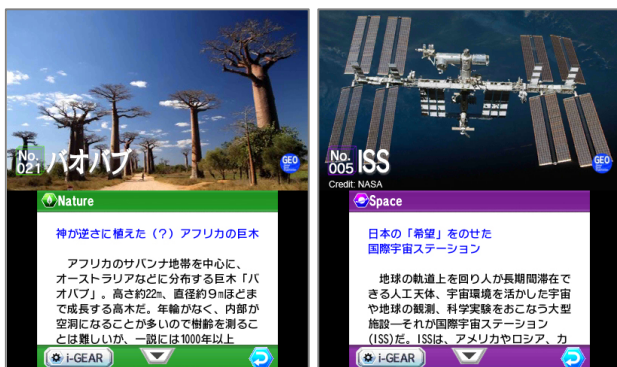 No.
021 バオバブ
GEO
Nature
神が逆さに植えた（？）アフリカの巨木
アフリカのサバンナ地帯を中心に、
オーストラリアなどに分布する巨木「バ
オバブ」。高さ約22m、直径約9mほどま
で成長する高木だ。年輪がなく、内部が
空洞になることが多いので樹齢を測るこ
とは難しいが、一説には1000年以上
i-GEAR
No.
005 ISS
Credit: NASA
GEO
Space
日本の「希望」をのせた
国際宇宙ステーション
地球の軌道上を回り人が長期間滞在で
きる人工天体、宇宙環境を活かした宇宙
や地球の観測、科学実験をおこなう大型
施設―それが国際宇宙ステーション
(ISS)だ。ISSは、アメリカやロシア、カ
i-GEAR